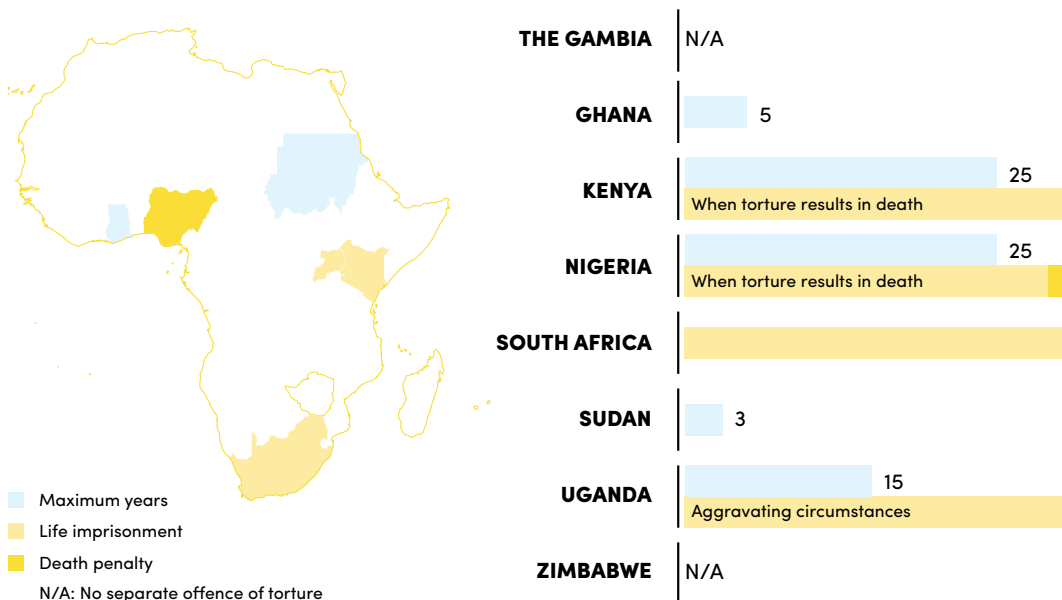 THE GAMBIA N/A
GHANA 5
KENYA 25
When torture results in death
NIGERIA 25
When torture results in death
SOUTH AFRICA
SUDAN 3
UGANDA 15
Aggravating circumstances
ZIMBABWE N/A
Maximum years
Life imprisonment
Death penalty
N/A: No separate offence of torture